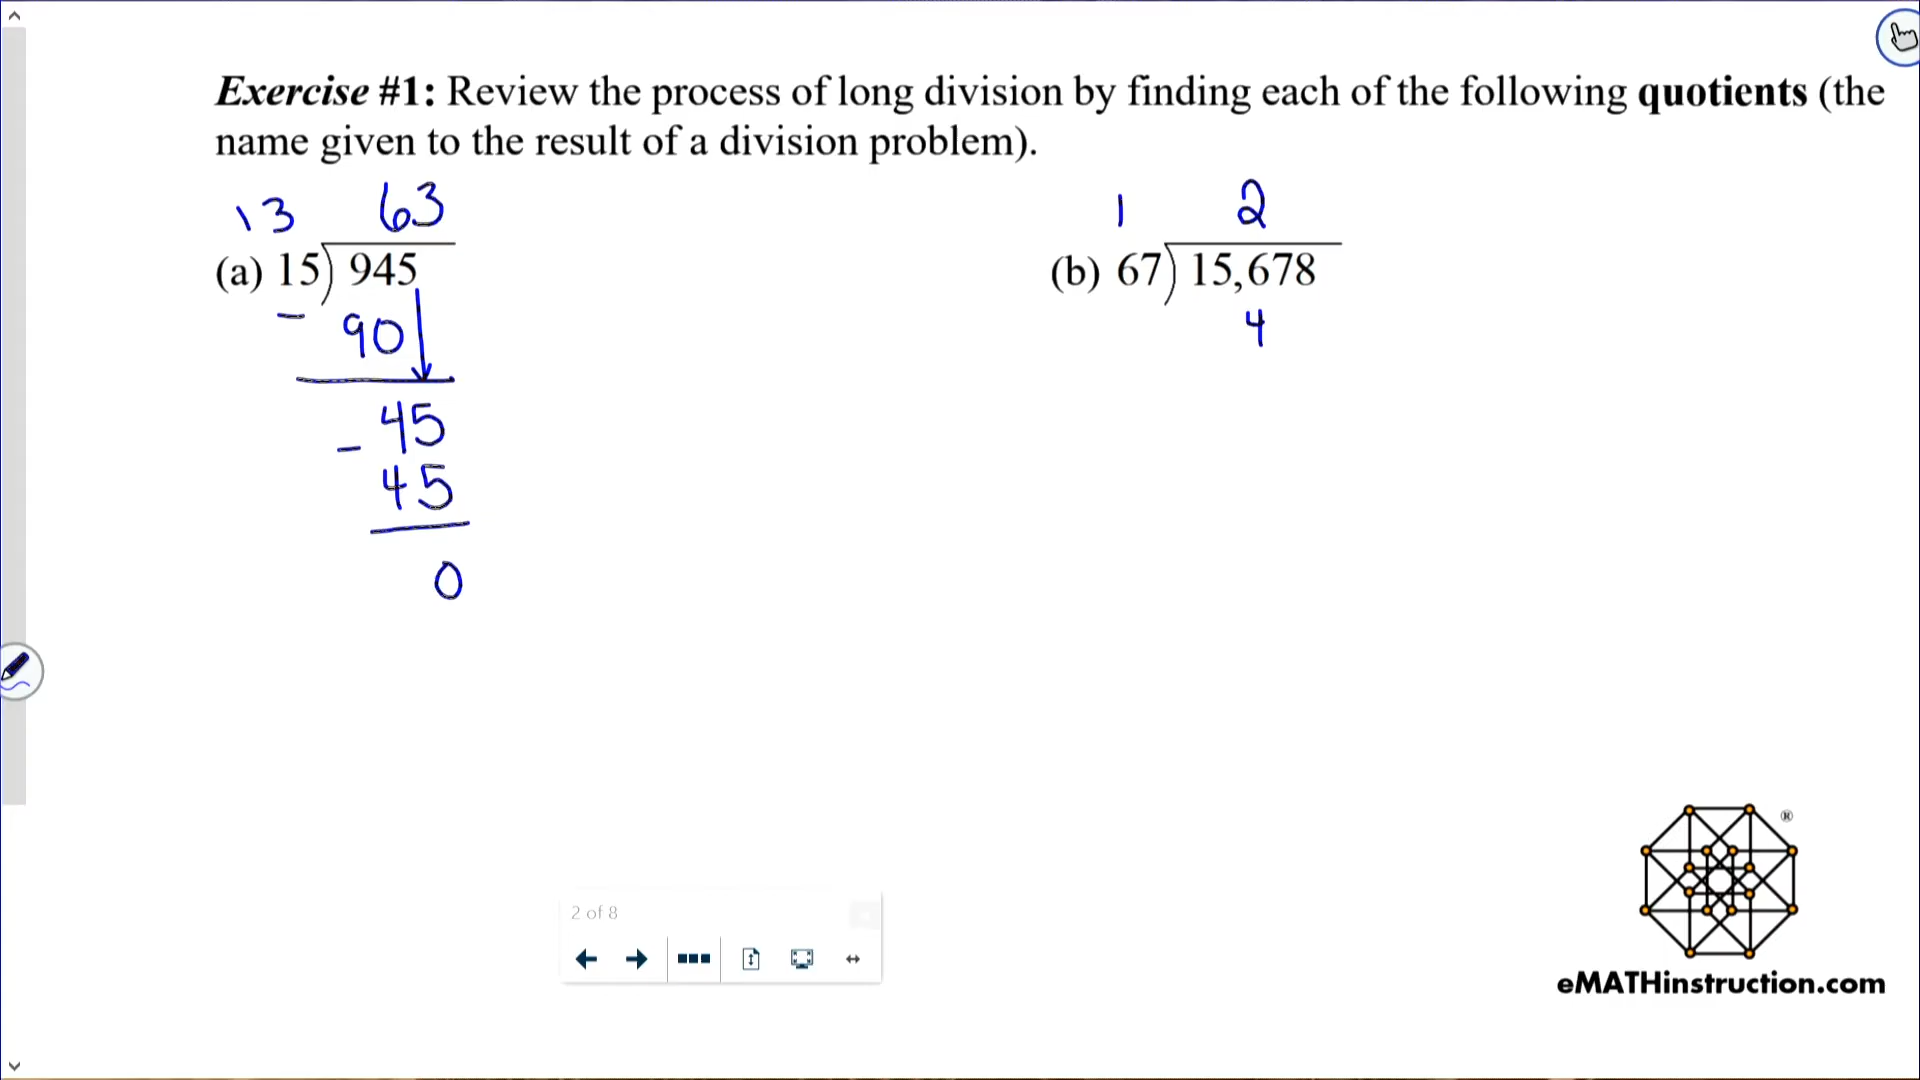 Exercise #1: Review the process of long division by finding each of the following quotients (the
name given to the result of a division problem).
13 63
(a) 15) 945
- 90
45
- 45
0
1 2
(b) 67) 15,678
4
2 of 8
®
eMATHinstruction.com